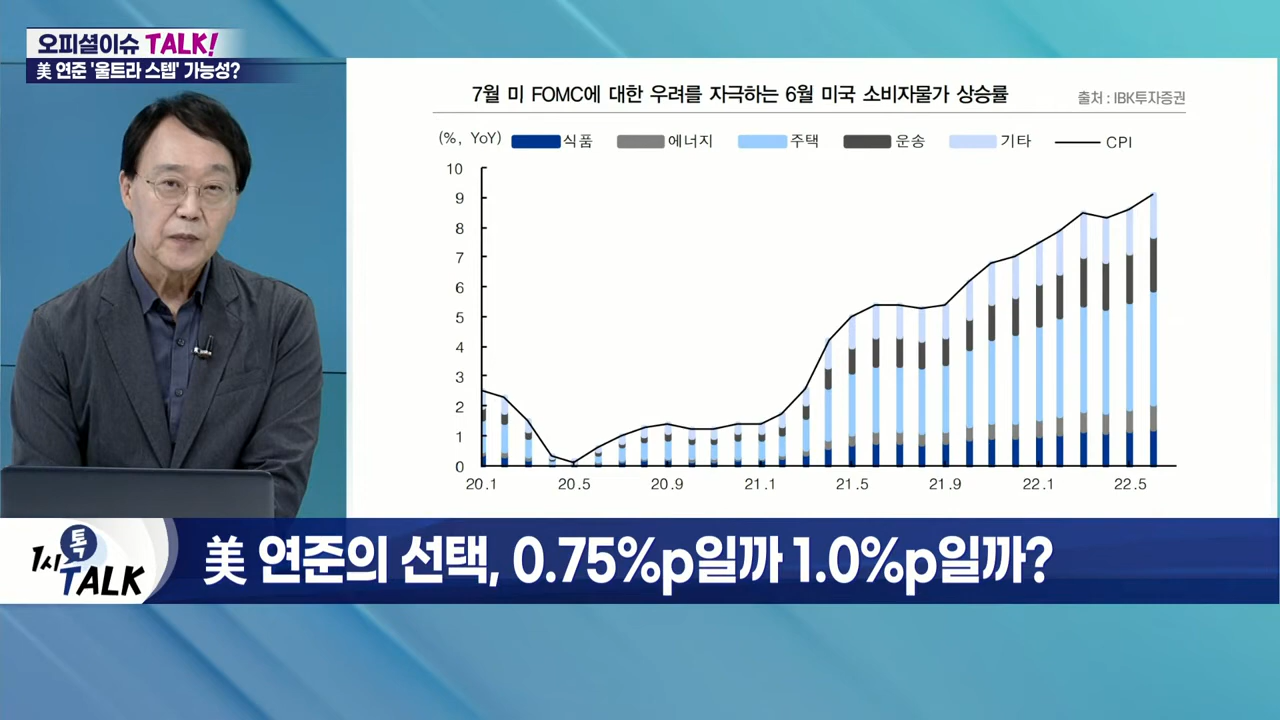 오피셜이슈 TALK!
美 연준 '울트라 스텝' 가능성?
7월 미 FOMC에 대한 우려를 자극하는 6월 미국 소비자물가 상승률
출처 : IBK투자증권
(%, YoY) 식품 에너지 주택 운송 기타 CPI
10
9
8
7
6
5
4
3
2
1
0
20.1 20.5 20.9 21.1 21.5 21.9 22.1 22.5
1시 톡 TALK
美 연준의 선택, 0.75%p일까 1.0%p일까?